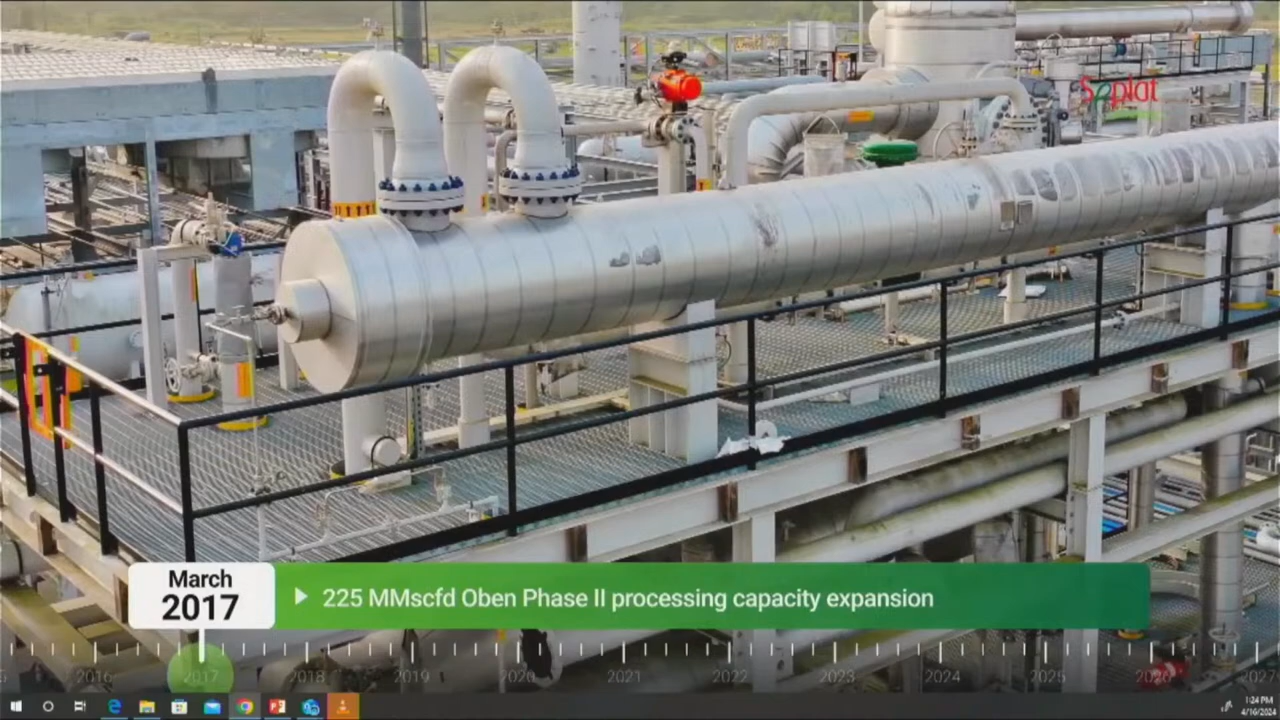 Seplat
March
2017
225 MMscfd Oben Phase II processing capacity expansion
2016 2017 2018 2019 2020 2021 2022 2023 2024 2025 2026 2027
1:24 PM
4/16/2024